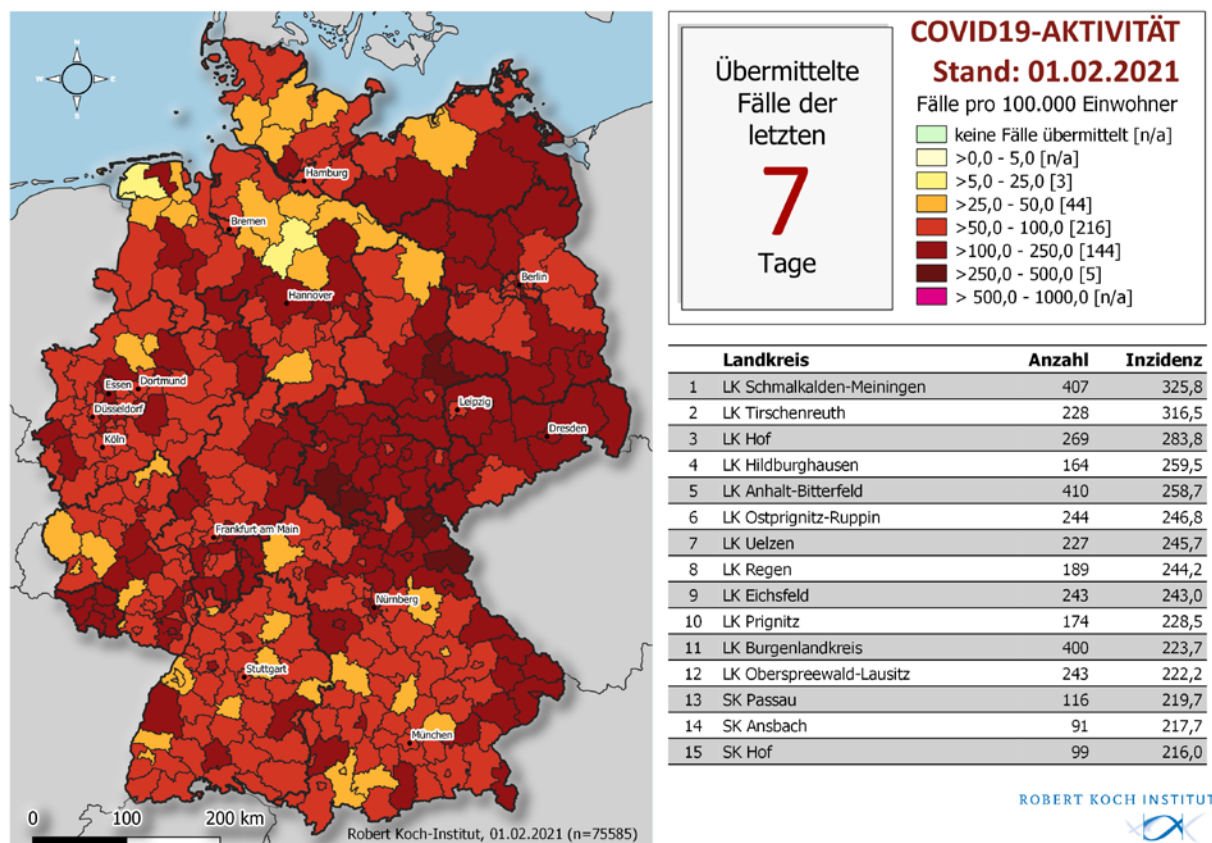 COVID19-AKTIVITÄT
Stand: 01.02.2021
Übermittelte
Fälle der
letzten
7
Tage
Fälle pro 100.000 Einwohner
keine Fälle übermittelt [n/a]
>0,0 - 5,0 [n/a]
>5,0 - 25,0 [3]
>25,0 - 50,0 [44]
>50,0 - 100,0 [216]
>100,0 - 250,0 [144]
>250,0 - 500,0 [5]
> 500,0 - 1000,0 [n/a]
N
W E
S
Hamburg
Bremen
Berlin
Hannover
Essen
Dortmund
Düsseldorf
Leipzig
Köln
Dresden
Frankfurt am Main
Nürnberg
Stuttgart
München
0 100 200 km
Robert Koch-Institut, 01.02.2021 (n=75585)
Landkreis Anzahl Inzidenz
1 LK Schmalkalden-Meiningen 407 325,8
2 LK Tirschenreuth 228 316,5
3 LK Hof 269 283,8
4 LK Hildburghausen 164 259,5
5 LK Anhalt-Bitterfeld 410 258,7
6 LK Ostprignitz-Ruppin 244 246,8
7 LK Uelzen 227 245,7
8 LK Regen 189 244,2
9 LK Eichsfeld 243 243,0
10 LK Prignitz 174 228,5
11 LK Burgenlandkreis 400 223,7
12 LK Oberspreewald-Lausitz 243 222,2
13 SK Passau 116 219,7
14 SK Ansbach 91 217,7
15 SK Hof 99 216,0
ROBERT KOCH INSTITUT